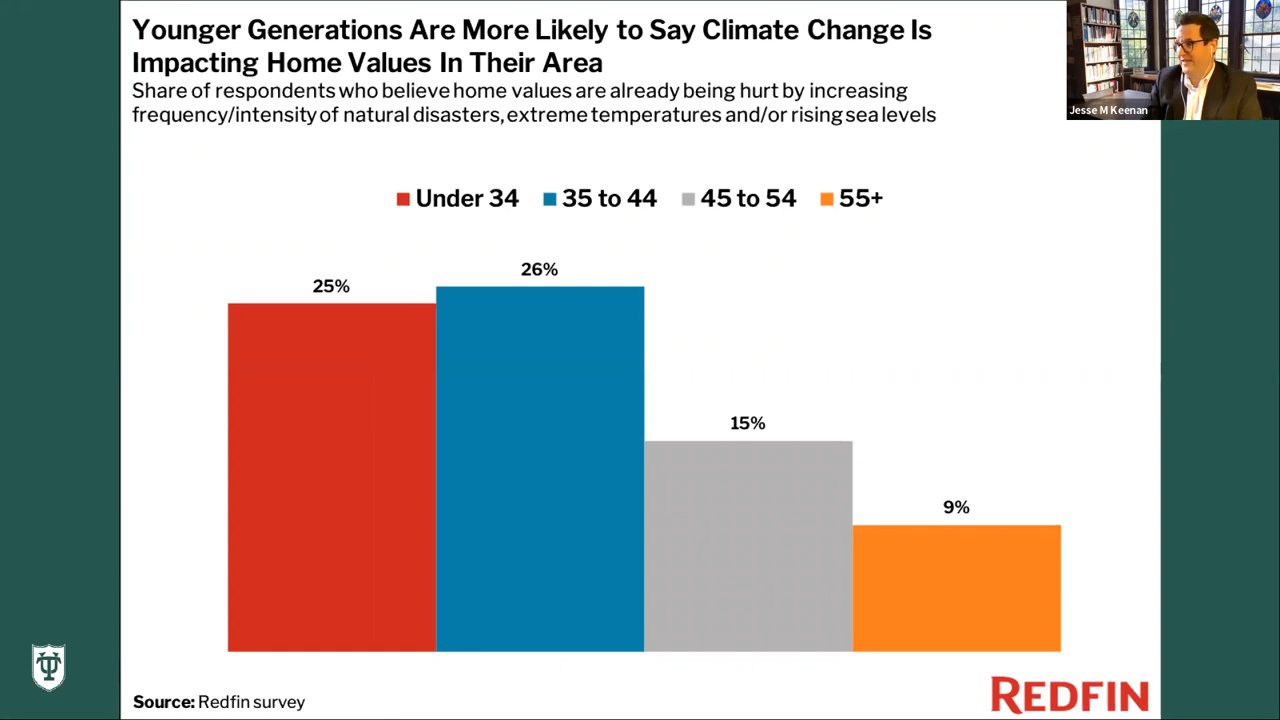 Younger Generations Are More Likely to Say Climate Change Is
Impacting Home Values In Their Area
Share of respondents who believe home values are already being hurt by increasing
frequency/intensity of natural disasters, extreme temperatures and/or rising sea levels
Jesse M Keenan
Under 34 35 to 44 45 to 54 55+
25%
26%
15%
9%
Source: Redfin survey
REDFIN